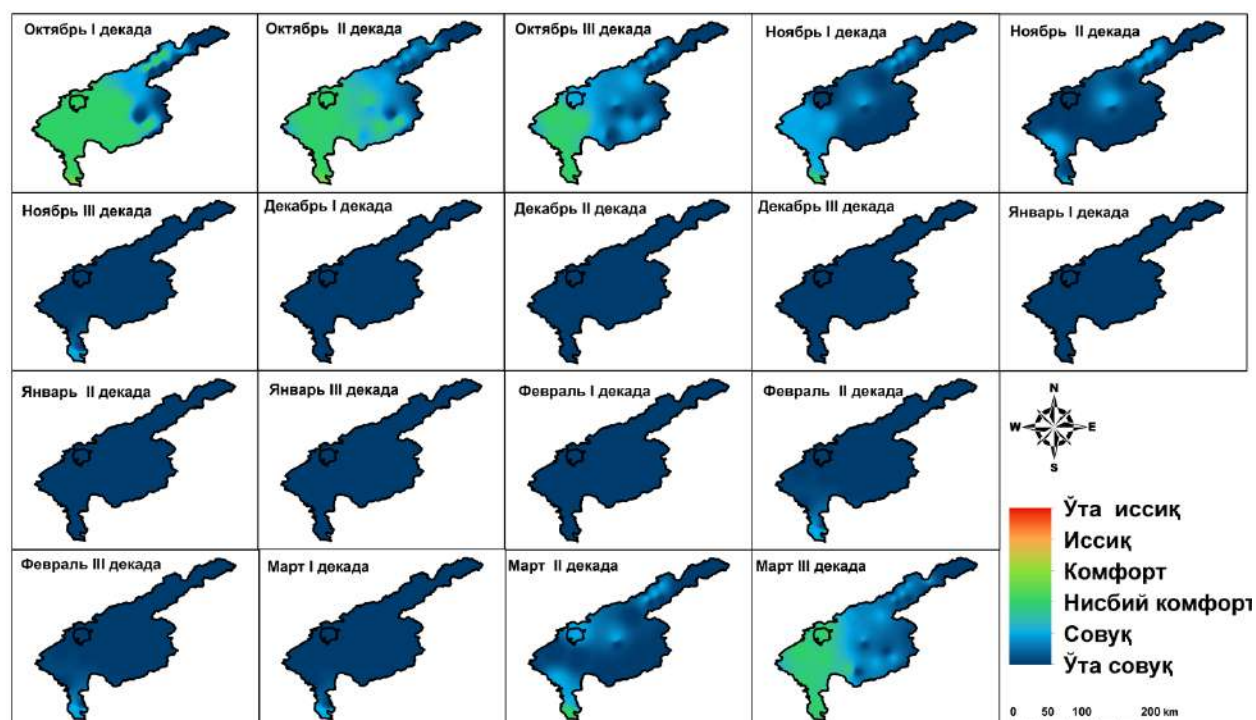 Октябрь I декада
Октябрь II декада
Октябрь III декада
Ноябрь I декада
Ноябрь II декада
Ноябрь III декада
Декабрь I декада
Декабрь II декада
Декабрь III декада
Январь I декада
Январь II декада
Январь III декада
Февраль I декада
Февраль II декада
N
W E
S
Ўта иссиқ
Иссиқ
Комфорт
Нисбий комфорт
Совуқ
Ўта совуқ
Февраль III декада
Март I декада
Март II декада
Март III декада
0 50 100 200 km